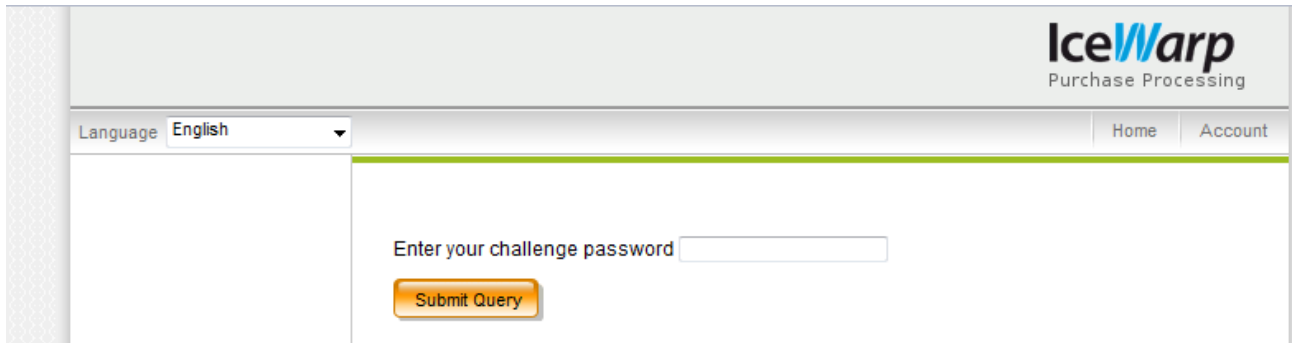 IceWarp
Purchase Processing
Language English Home Account
Enter your challenge password
Submit Query